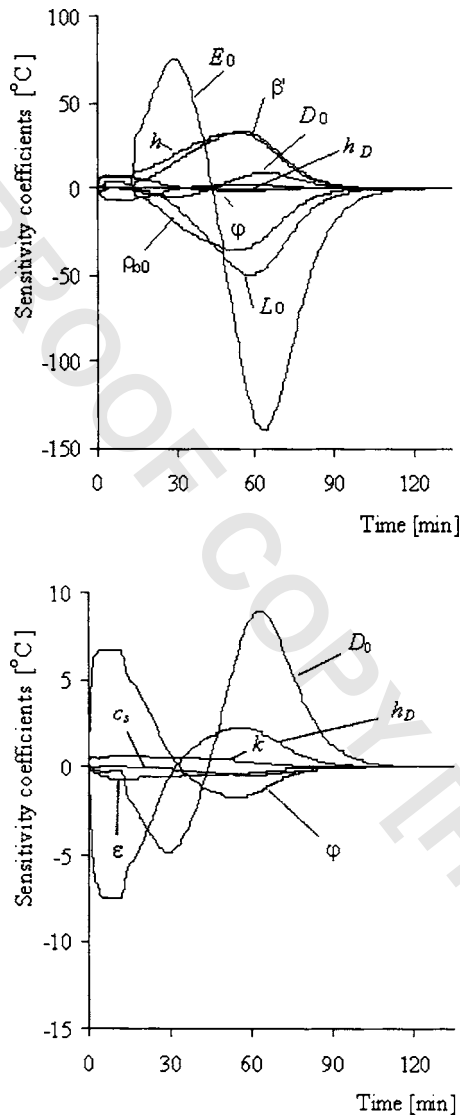 Sensitivity coefficients [°C]
100
50
0
-50
-100
-150
E0
β'
h
D0
hD
φ
ρb0
L0
0 30 60 90 120
Time [min]
PROOF COPY [
Sensitivity coefficients [°C]
10
5
0
-5
-10
-15
D0
cs
hD
k
ε
φ
0 30 60 90 120
Time [min]